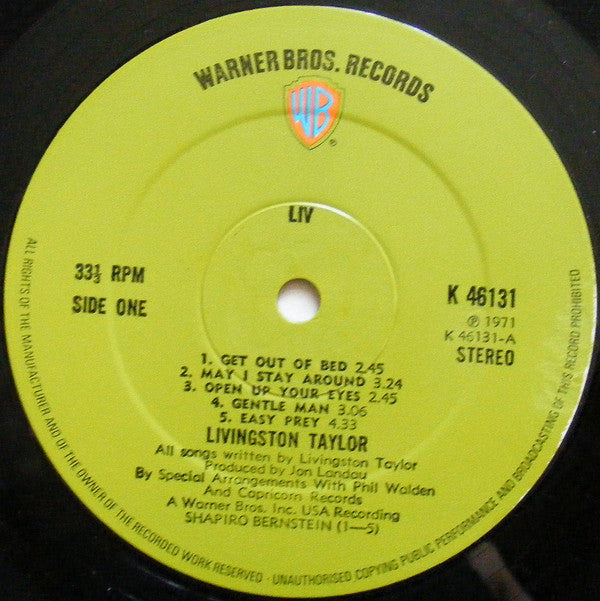 WARNER BROS. RECORDS
WB
LIV
33⅓ RPM
SIDE ONE
K 46131
℗ 1971
K 46131-A
STEREO
1. GET OUT OF BED 2.45
2. MAY I STAY AROUND 3.24
3. OPEN UP YOUR EYES 2.45
4. GENTLE MAN 3.06
5. EASY PREY 4.33
LIVINGSTON TAYLOR
All songs written by Livingston Taylor
Produced by Jon Landau
By Special Arrangements With Phil Walden
And Capricorn Records
A Warner Bros. Inc. USA Recording
SHAPIRO BERNSTEIN (1—5)
ALL RIGHTS OF THE MANUFACTURER AND OF THE OWNER OF THE RECORDED WORK RESERVED · UNAUTHORISED COPYING PUBLIC PERFORMANCE AND BROADCASTING OF THIS RECORD PROHIBITED